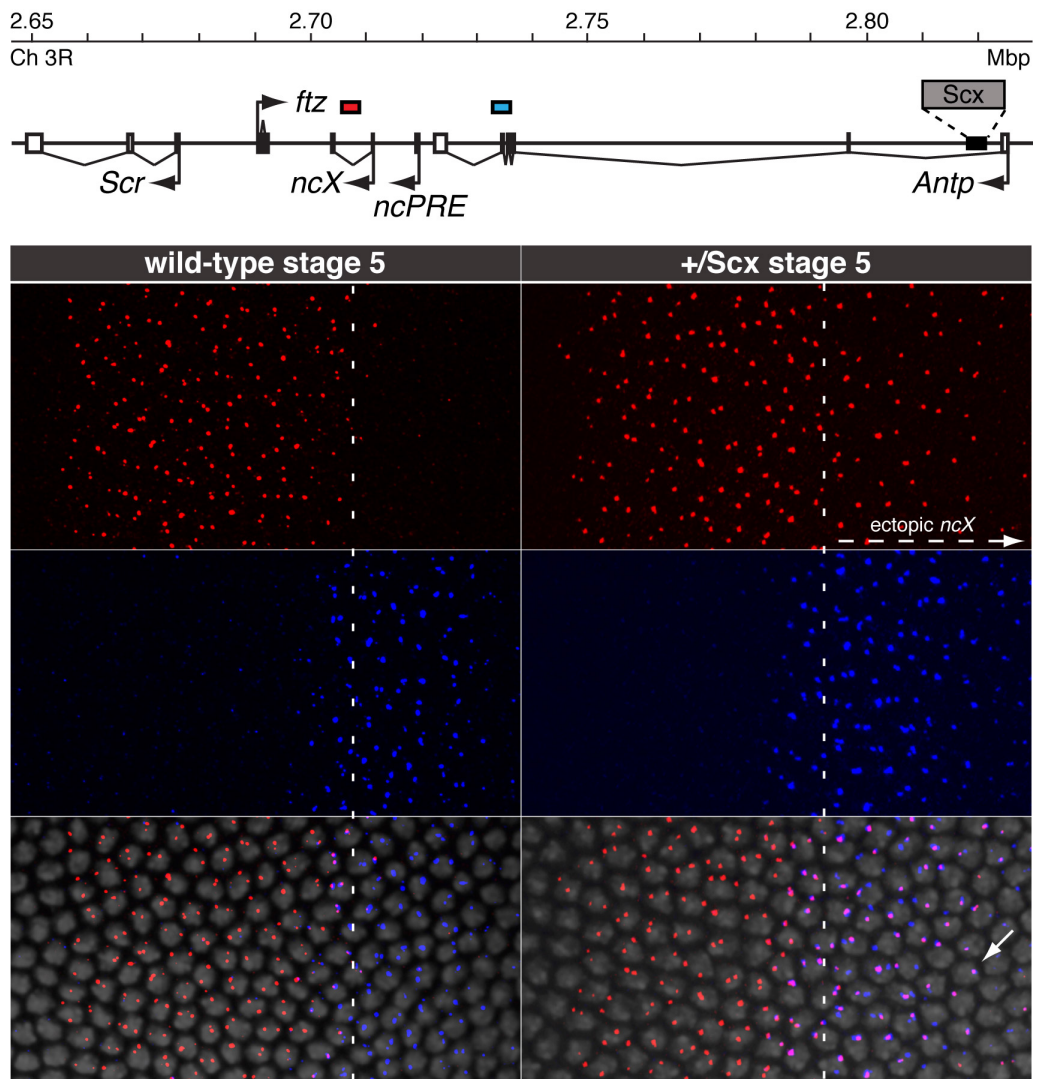 2.65 2.70 2.75 2.80
Ch 3R Mbp
ftz Scx
Scr ncX Antp
ncPRE
wild-type stage 5 +/Scx stage 5
ectopic ncX